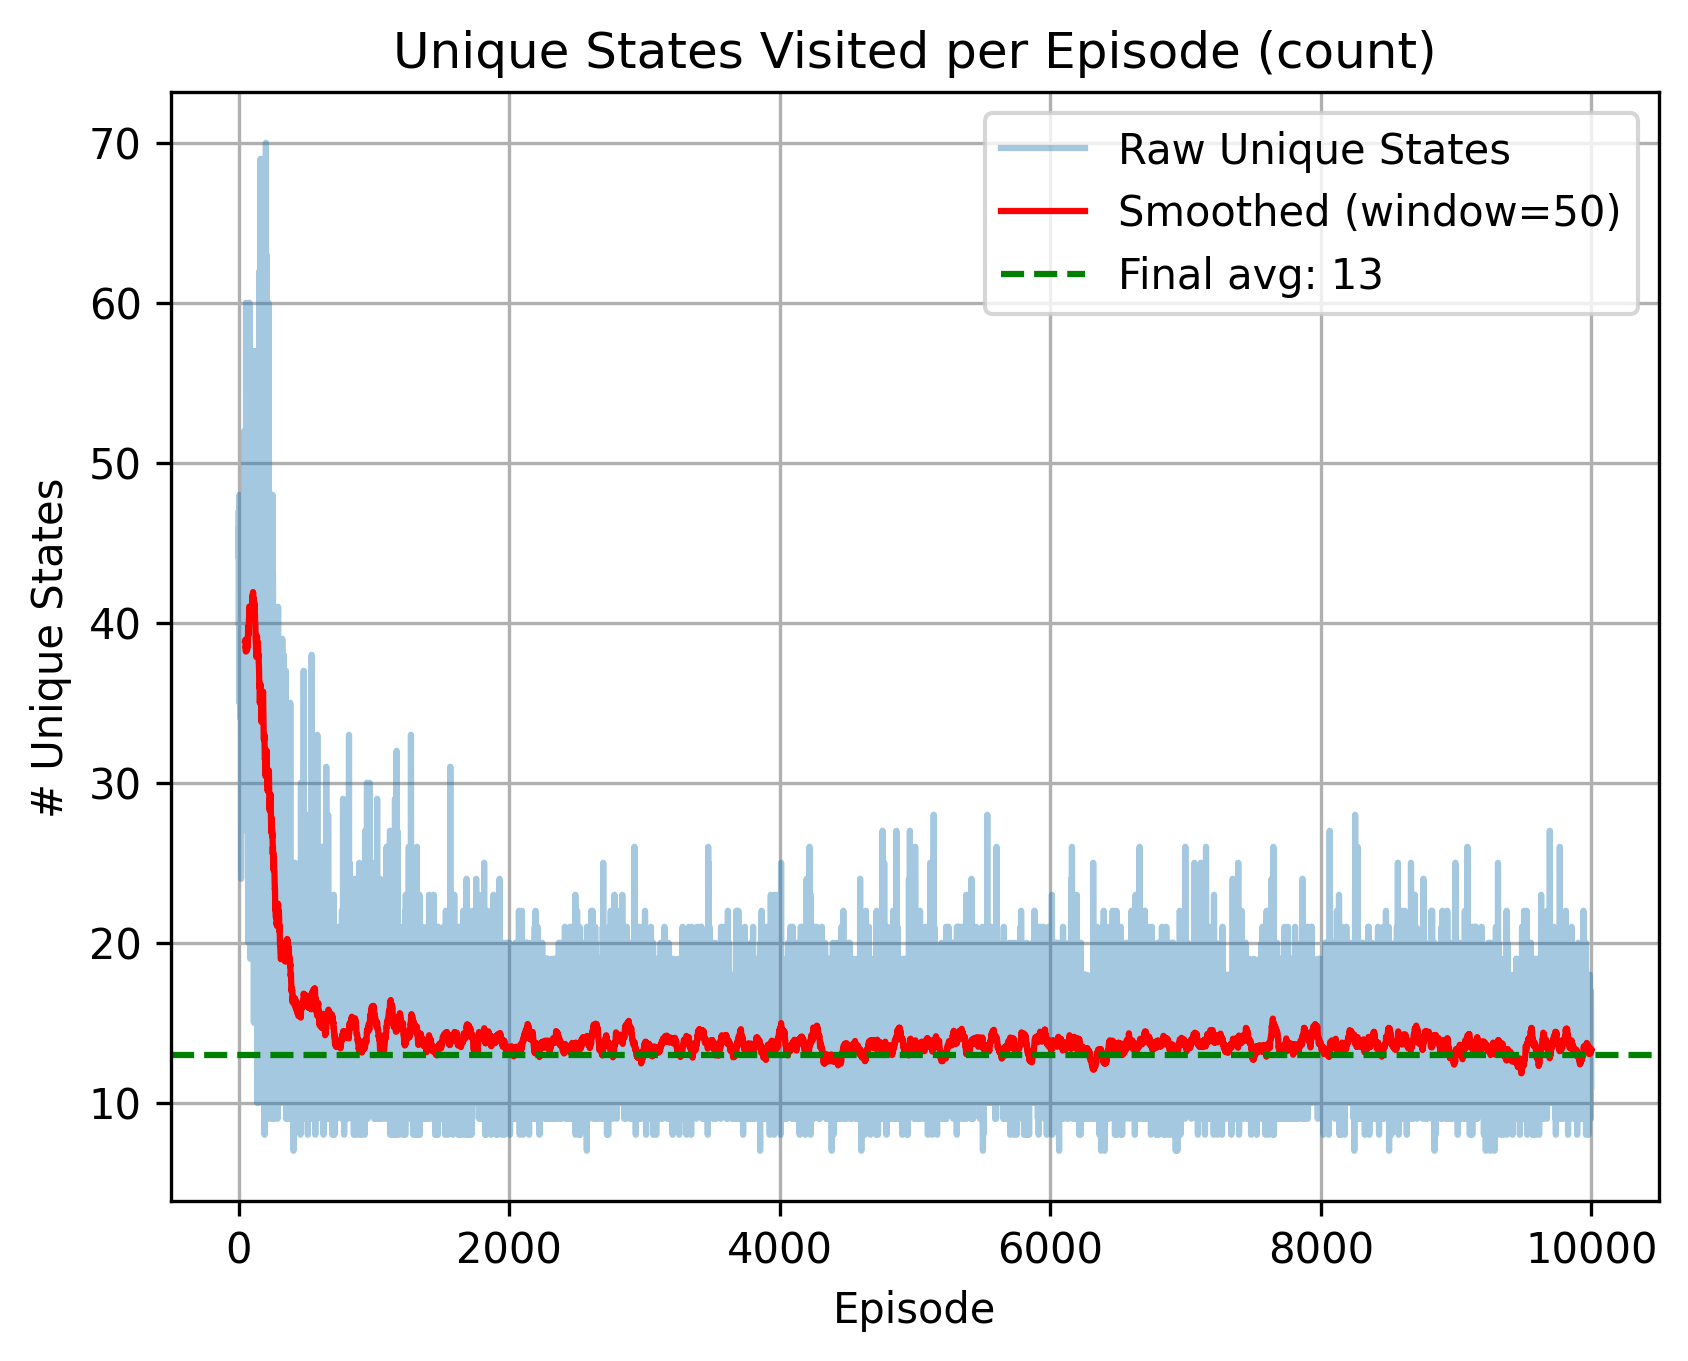 Unique States Visited per Episode (count)
Raw Unique States
Smoothed (window=50)
Final avg: 13
# Unique States
70
60
50
40
30
20
10
0 2000 4000 6000 8000 10000
Episode